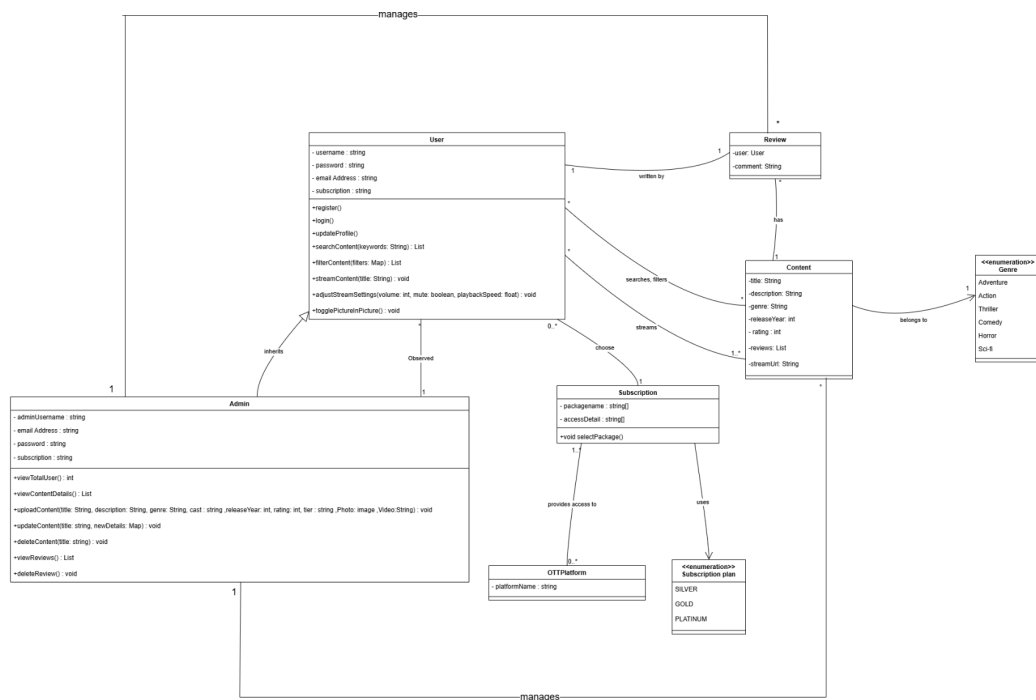 manages
1
*
User
- username : string
- password : string
- email Address : string
- subscription : string
+register()
+login()
+updateProfile()
+searchContent(keywords: String) : List
+filterContent(filters: Map) : List
+streamContent(title: String) : void
+adjustStreamSettings(volume: int, mute: boolean, playbackSpeed: float) : void
+togglePictureInPicture() : void
Review
-user: User
-comment: String
1
written by
1
*
has
1
*
searches, filters
*
*
streams
1..*
Content
-title: String
-description: String
-genre: String
-releaseYear: int
- rating : int
-reviews: List
-streamUrl: String
*
belongs to
1
<<enumeration>>
Genre
Adventure
Action
Thriller
Comedy
Horror
Sci-fi
inherits
*
Observed
1
0..*
choose
1
Admin
- adminUsername : string
- email Address : string
- password : string
- subscription : string
+viewTotalUser() : int
+viewContentDetails() : List
+uploadContent(title: String, description: String, genre: String, cast : string ,releaseYear: int, rating: int, tier : string ,Photo: image ,Video:String) : void
+updateContent(title: string, newDetails: Map) : void
+deleteContent(title: string) : void
+viewReviews() : List
+deleteReview() : void
1
Subscription
- packagename : string[]
- accessDetail : string[]
+void selectPackage()
1..*
provides access to
0..*
uses
OTTPlatform
- platformName : string
<<enumeration>>
Subscription plan
SILVER
GOLD
PLATINUM
manages